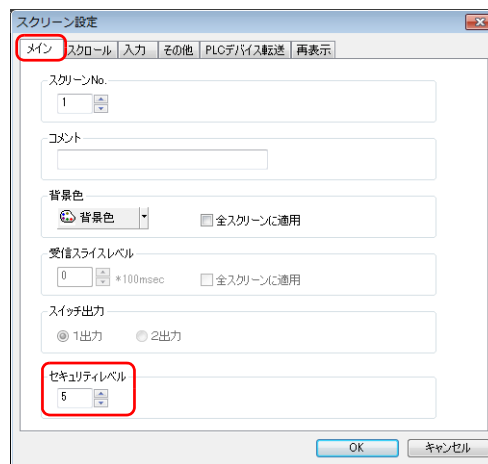 スクリーン設定
メイン スクロール 入力 その他 PLCデバイス転送 再表示
スクリーンNo.
1
コメント
背景色
背景色 全スクリーンに適用
受信スライスレベル
0 *100msec 全スクリーンに適用
スイッチ出力
1出力 2出力
セキュリティレベル
5
OK キャンセル